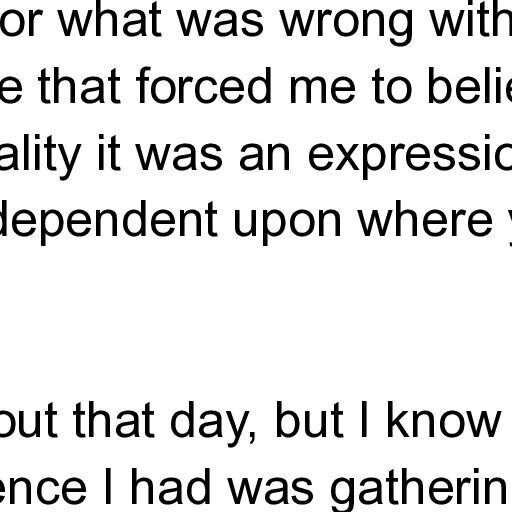 or what was wrong with
e that forced me to belie
ality it was an expressio
dependent upon where y
out that day, but I know
ence I had was gatherin